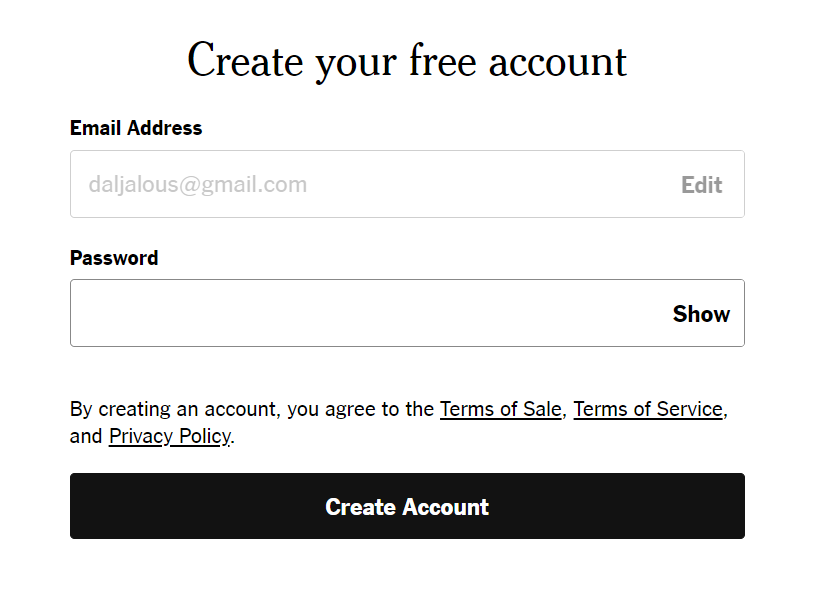 Create your free account
Email Address
daljalous@gmail.com Edit
Password
Show
By creating an account, you agree to the Terms of Sale, Terms of Service,
and Privacy Policy.
Create Account